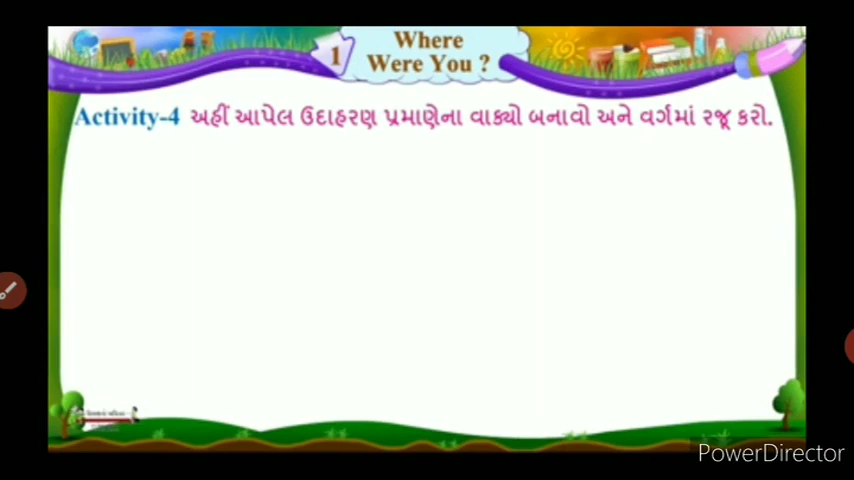 1
Where
Were You ?
Activity-4 અહીં આપેલ ઉદાહરણ પ્રમાણેના વાક્યો બનાવો અને વર્ગમાં રજૂ કરો.
PowerDirector